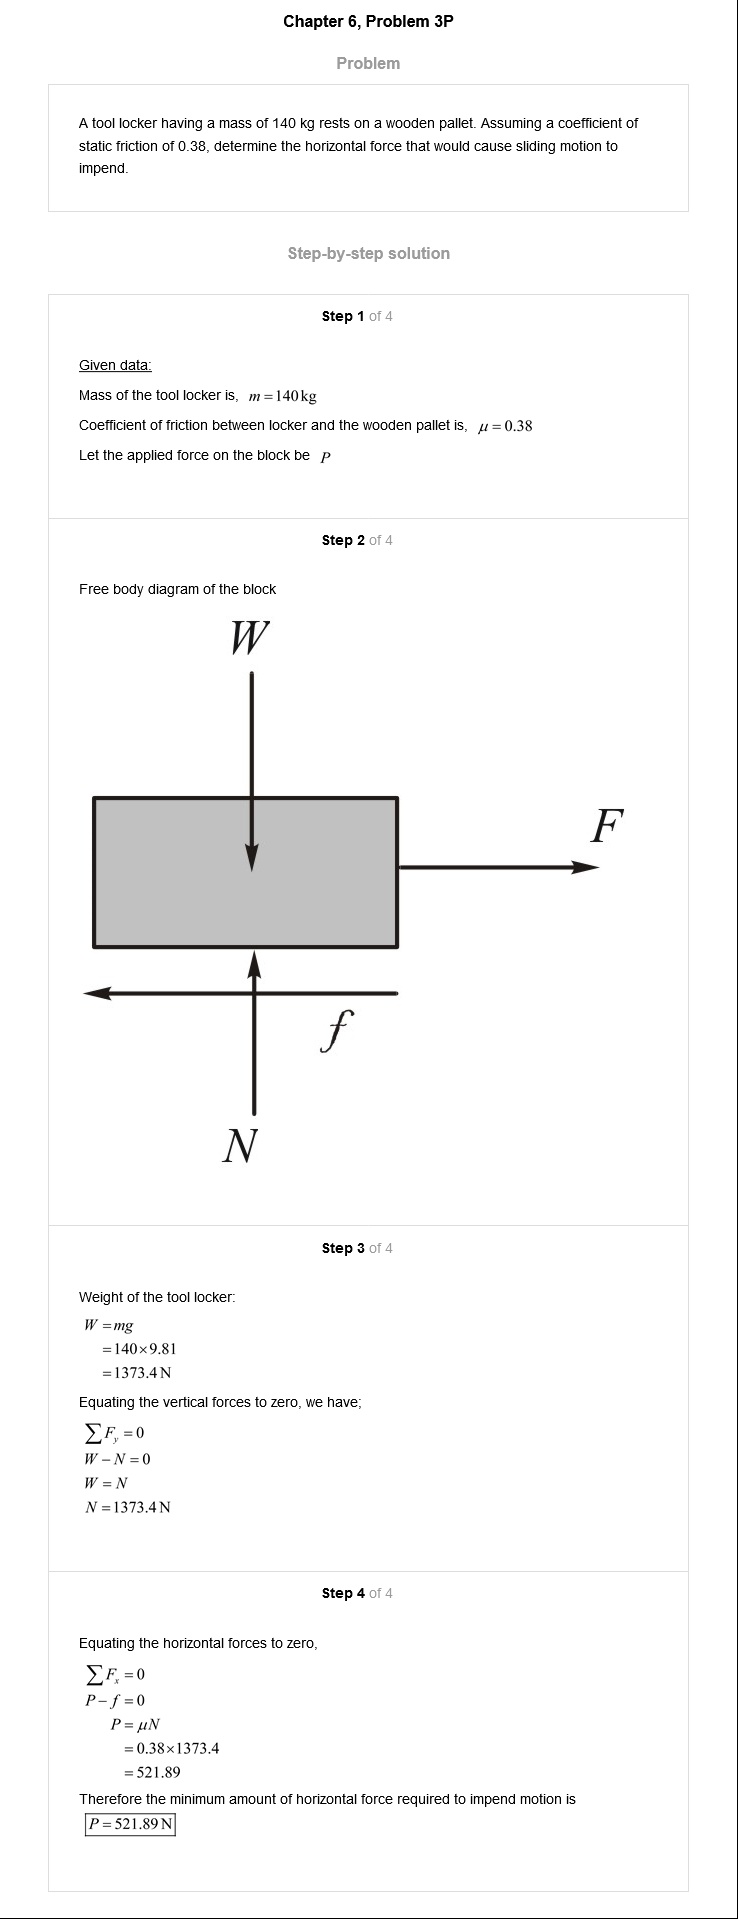 Chapter 6, Problem 3P
Problem
A tool locker having a mass of 140 kg rests on a wooden pallet. Assuming a coefficient of
static friction of 0.38, determine the horizontal force that would cause sliding motion to
impend.
Step-by-step solution
Step 1 of 4
Given data:
Mass of the tool locker is, m = 140 kg
Coefficient of friction between locker and the wooden pallet is, μ = 0.38
Let the applied force on the block be P
Step 2 of 4
Free body diagram of the block
W
F
f
N
Step 3 of 4
Weight of the tool locker:
W = mg
= 140 × 9.81
= 1373.4 N
Equating the vertical forces to zero, we have;
∑F_y = 0
W − N = 0
W = N
N = 1373.4 N
Step 4 of 4
Equating the horizontal forces to zero,
∑F_x = 0
P − f = 0
P = μN
= 0.38 × 1373.4
= 521.89
Therefore the minimum amount of horizontal force required to impend motion is
P = 521.89 N